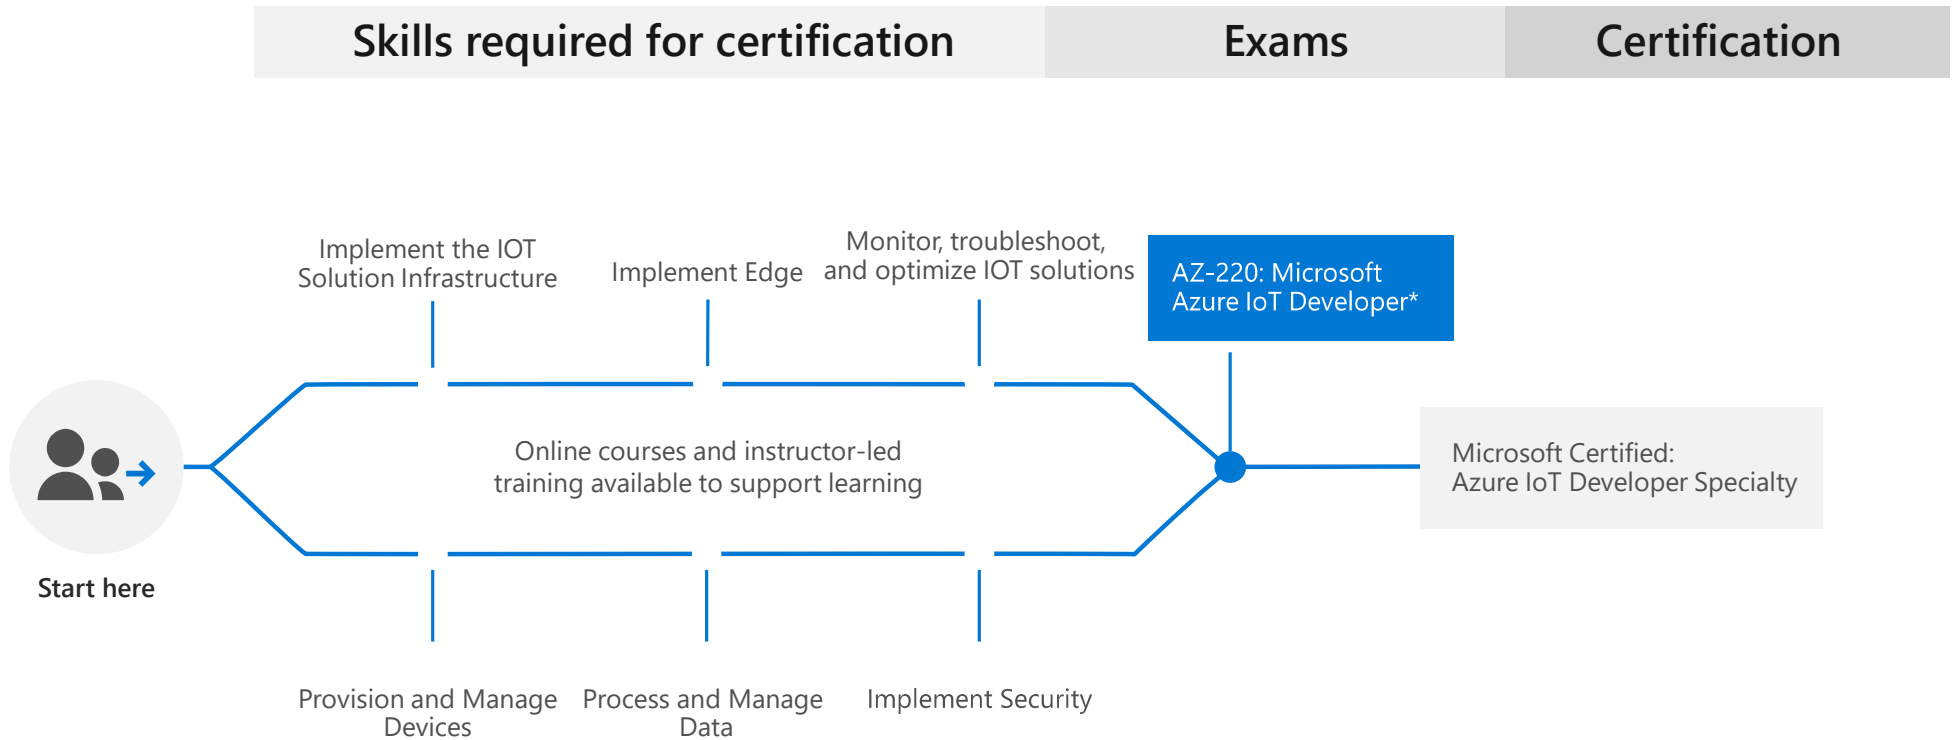 Skills required for certification
Exams
Certification
Implement the IOT
Solution Infrastructure
Implement Edge
Monitor, troubleshoot,
and optimize IOT solutions
AZ-220: Microsoft
Azure IoT Developer*
Online courses and instructor-led
training available to support learning
Microsoft Certified:
Azure IoT Developer Specialty
Start here
Provision and Manage
Devices
Process and Manage
Data
Implement Security